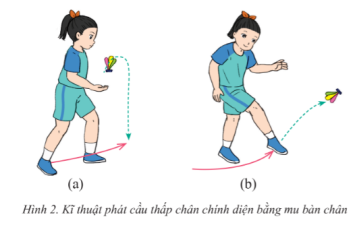 (a) (b)
Hình 2. Kĩ thuật phát cầu thấp chân chính diện bằng mu bàn chân